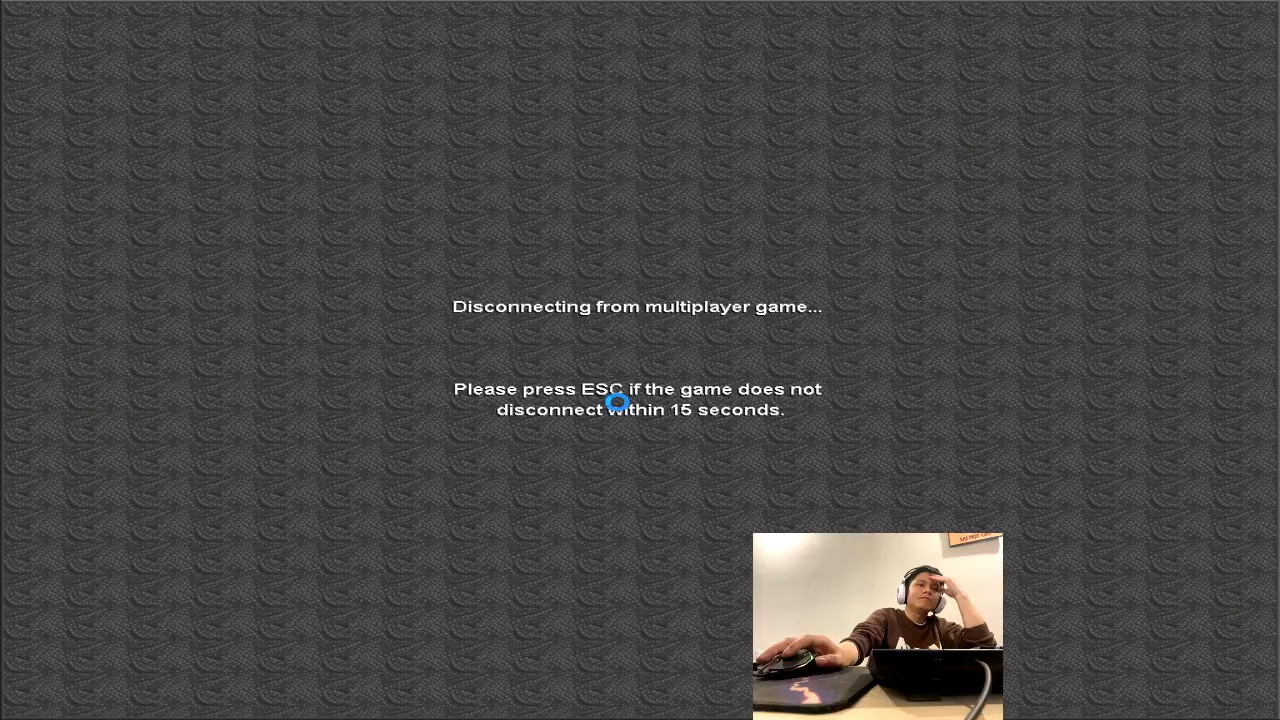 Disconnecting from multiplayer game...
Please press ESC if the game does not
disconnect within 15 seconds.